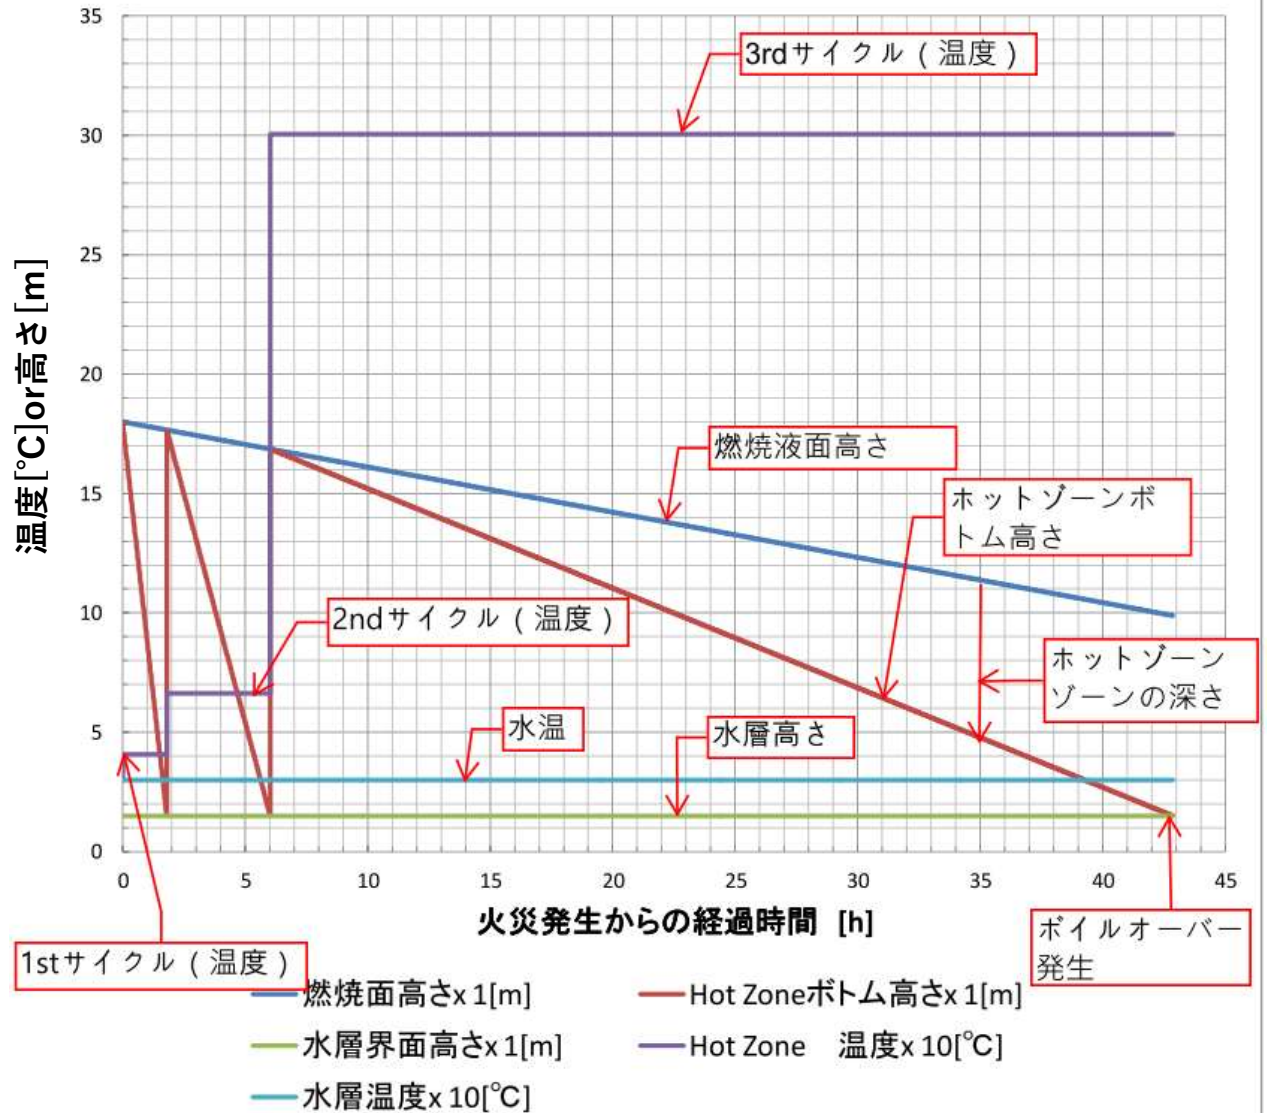 35
3rdサイクル（温度）
30
25
温度[℃]or高さ[m]
20
燃焼液面高さ
15
ホットゾーンボ
トム高さ
10
2ndサイクル（温度）
ホットゾーン
ゾーンの深さ
水温
水層高さ
5
0
0 5 10 15 20 25 30 35 40 45
火災発生からの経過時間 [h]
ボイルオーバー
発生
1stサイクル（温度）
燃焼面高さx 1[m]
Hot Zoneボトム高さx 1[m]
水層界面高さx 1[m]
Hot Zone　温度x 10[℃]
水層温度x 10[℃]